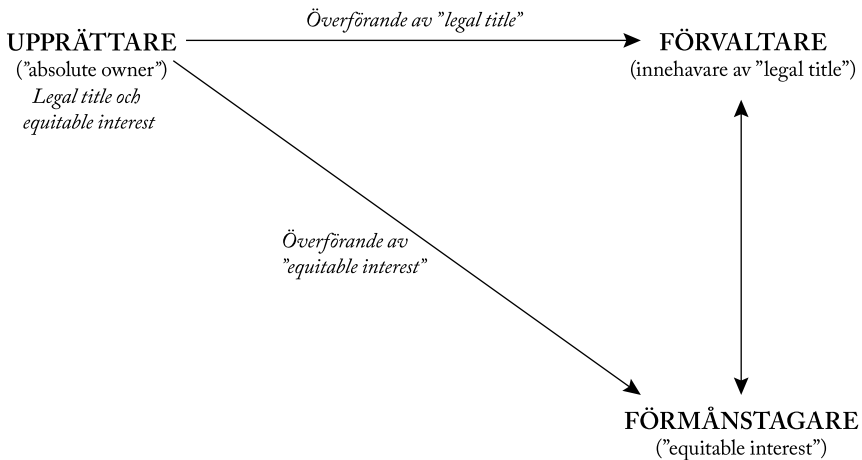 Överförande av ”legal title”
UPPRÄTTARE
(”absolute owner”)
Legal title och
equitable interest
FÖRVALTARE
(innehavare av ”legal title”)
Överförande av
”equitable interest”
FÖRMÅNSTAGARE
(”equitable interest”)